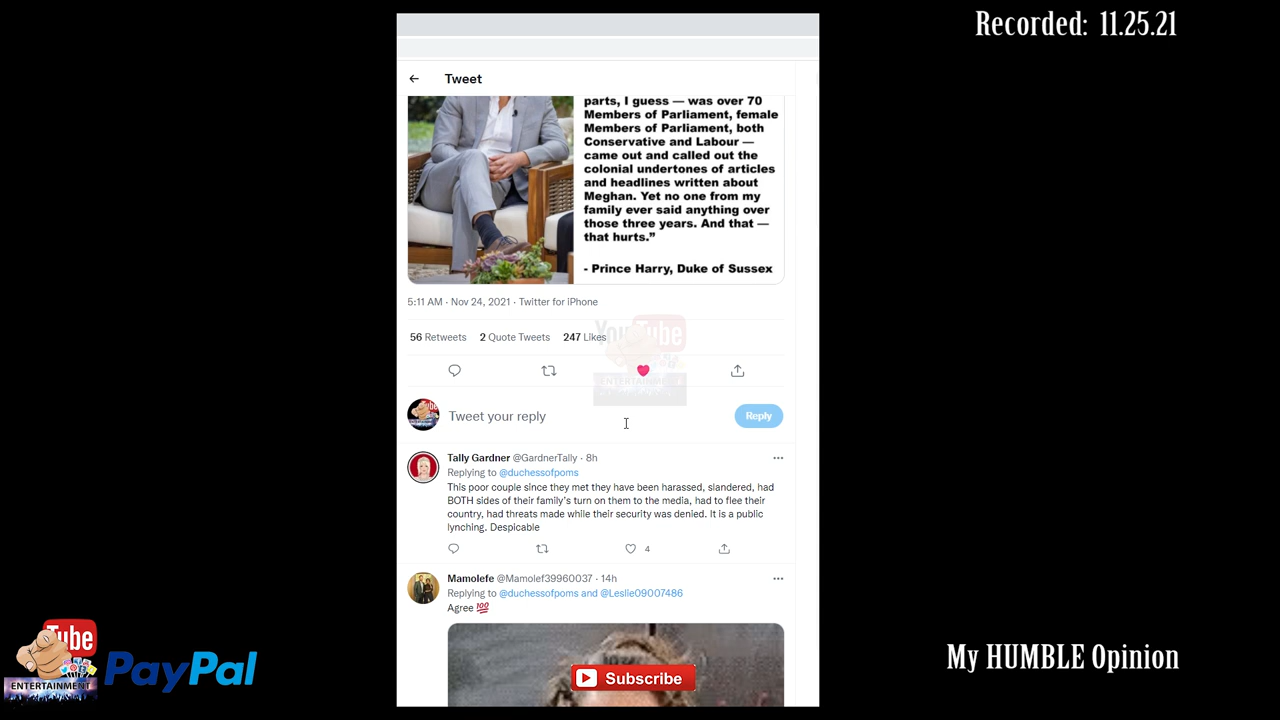 Recorded: 11.25.21
Tweet
parts, I guess — was over 70
Members of Parliament, female
Members of Parliament, both
Conservative and Labour —
came out and called out the
colonial undertones of articles
and headlines written about
Meghan. Yet no one from my
family ever said anything over
those three years. And that —
that hurts.”
- Prince Harry, Duke of Sussex
5:11 AM · Nov 24, 2021 · Twitter for iPhone
56 Retweets 2 Quote Tweets 247 Likes
YouTube
ENTERTAINMENT
Tweet your reply Reply
Tally Gardner @GardnerTally · 8h
Replying to @duchessofpoms
This poor couple since they met they have been harassed, slandered, had
BOTH sides of their family's turn on them to the media, had to flee their
country, had threats made while their security was denied. It is a public
lynching. Despicable
4
Mamolefe @Mamolef39960037 · 14h
Replying to @duchessofpoms and @Leslie09007486
Agree 💯
Subscribe
Tube
ENTERTAINMENT
PayPal
My HUMBLE Opinion